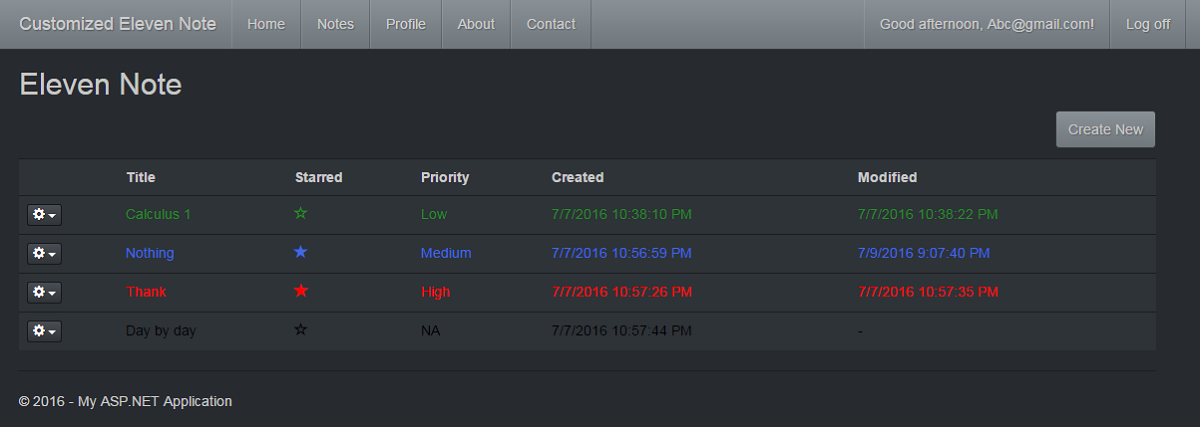 Customized Eleven Note Home Notes Profile About Contact Good afternoon, Abc@gmail.com! Log off
Eleven Note
Create New
Title Starred Priority Created Modified
Calculus 1 Low 7/7/2016 10:38:10 PM 7/7/2016 10:38:22 PM
Nothing Medium 7/7/2016 10:56:59 PM 7/9/2016 9:07:40 PM
Thank High 7/7/2016 10:57:26 PM 7/7/2016 10:57:35 PM
Day by day NA 7/7/2016 10:57:44 PM -
© 2016 - My ASP.NET Application